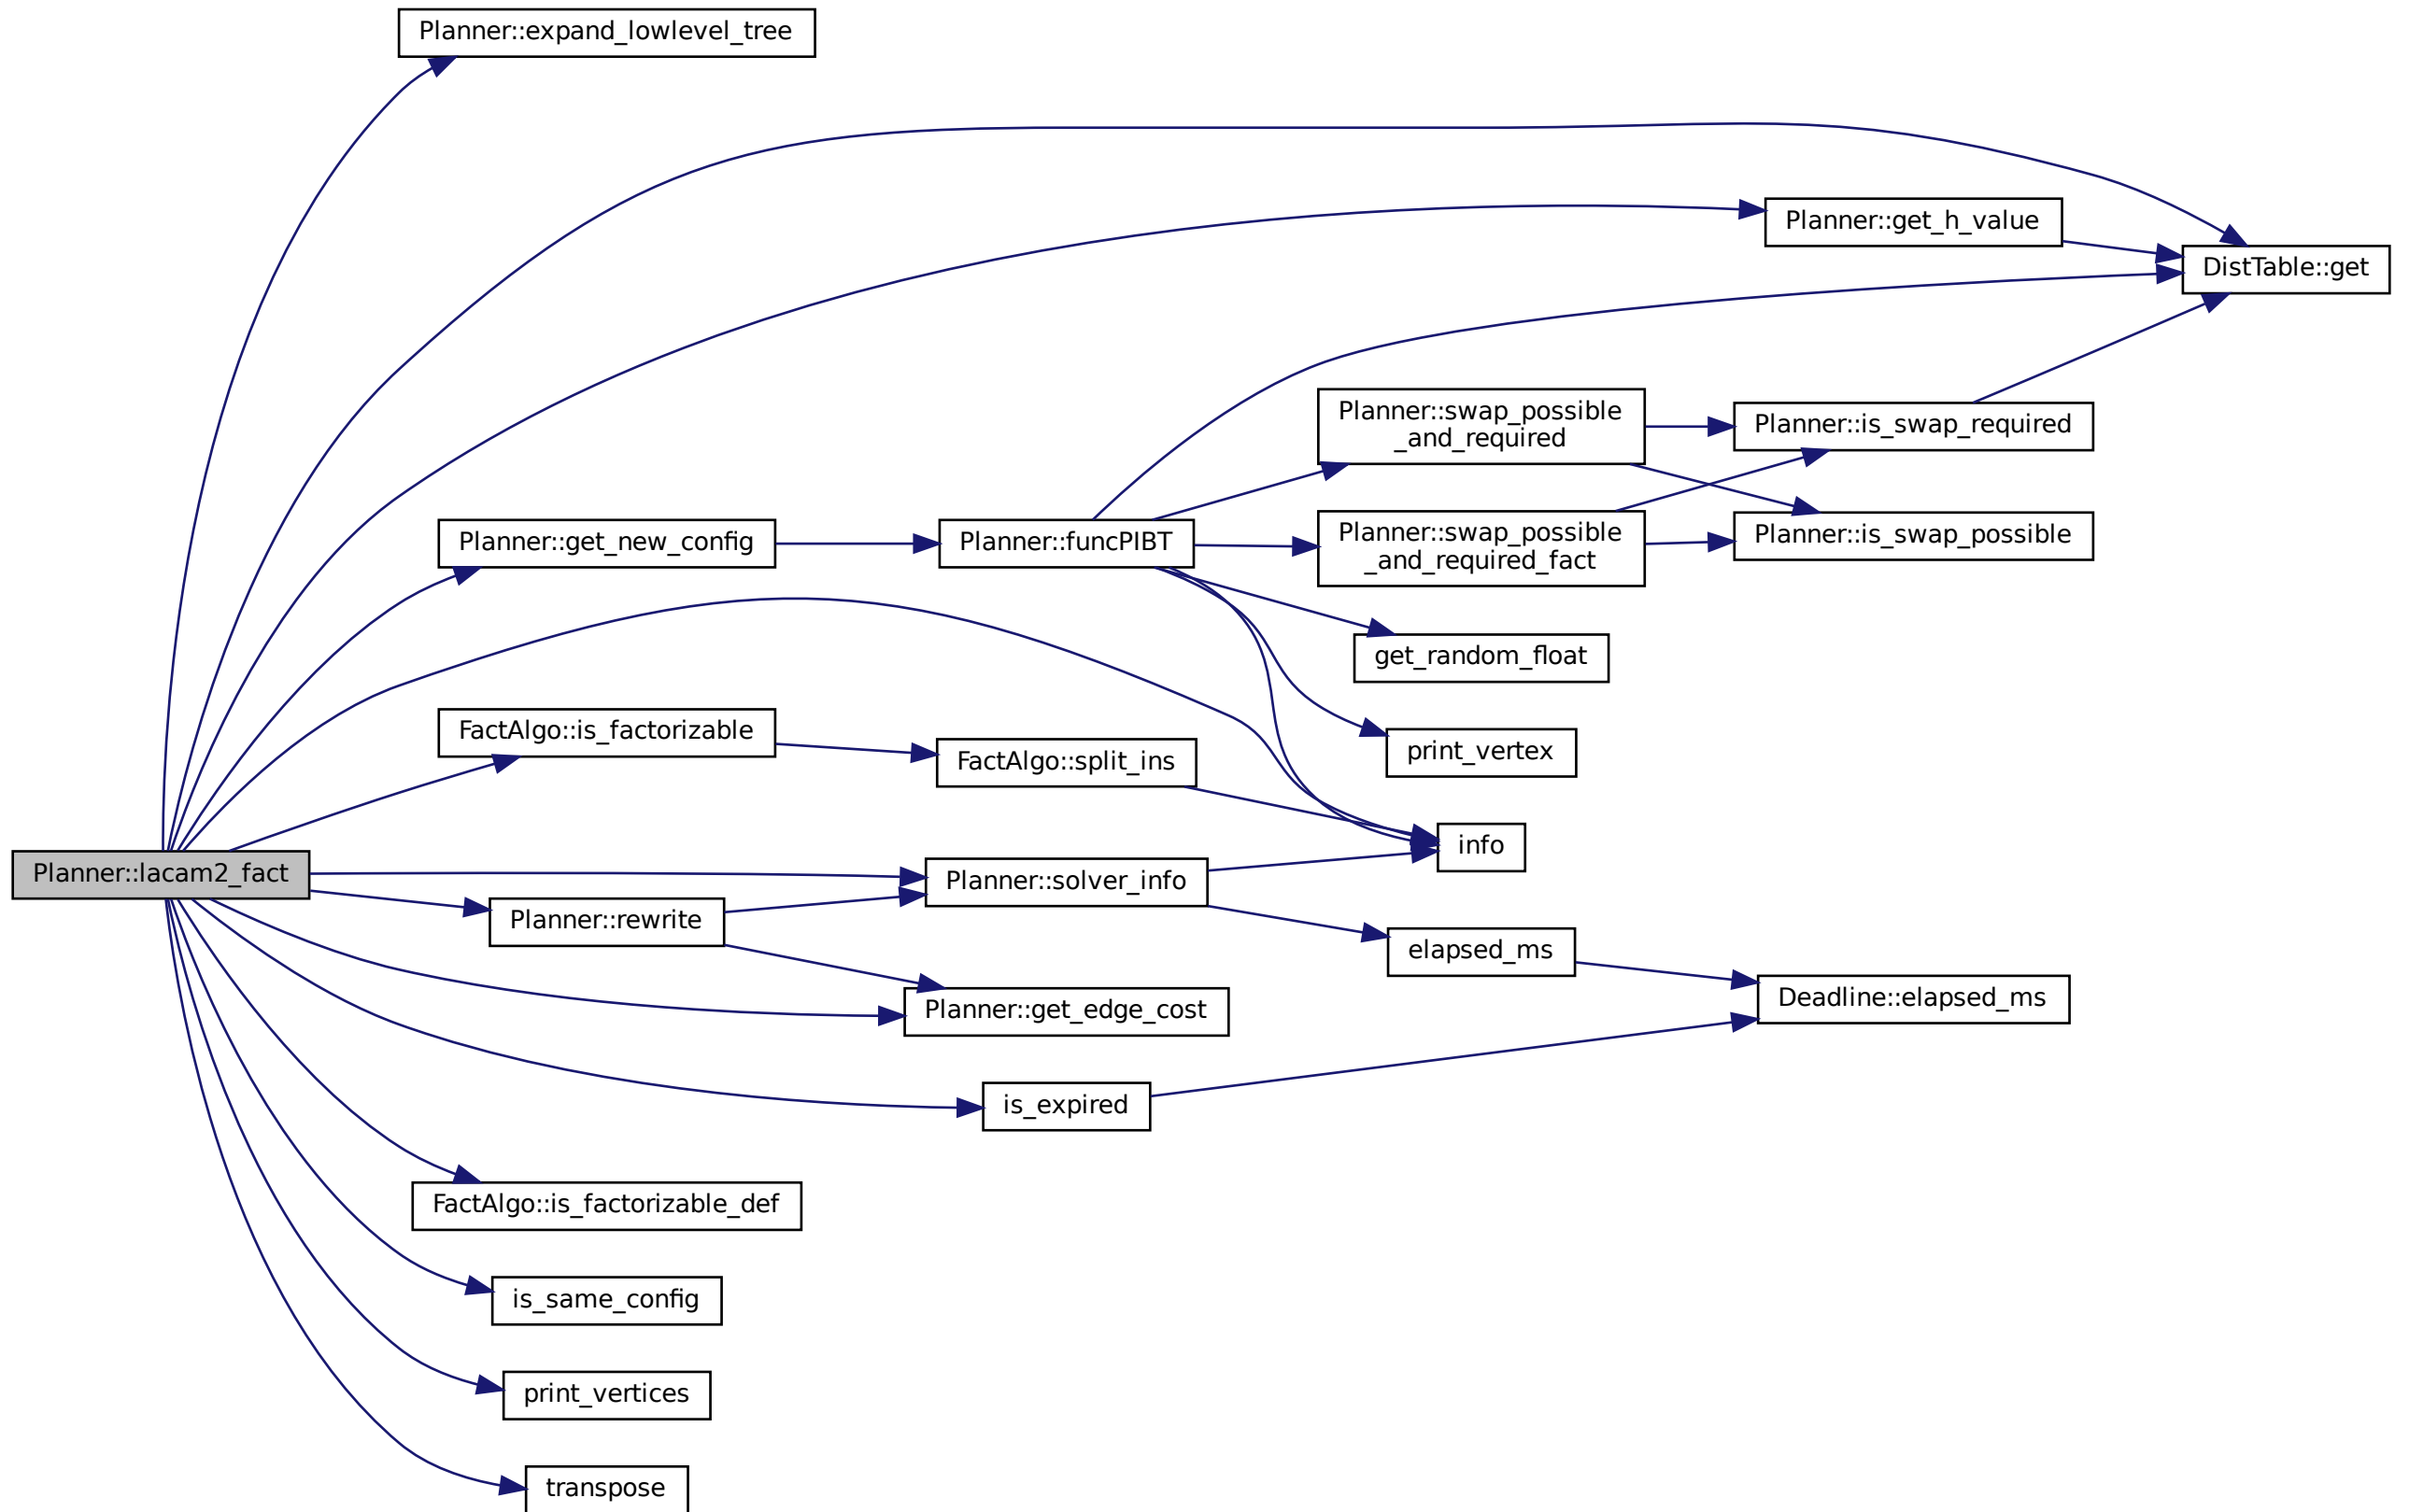 Planner::expand_lowlevel_tree
Planner::get_h_value
DistTable::get
Planner::swap_possible
_and_required
Planner::is_swap_required
Planner::get_new_config
Planner::funcPIBT
Planner::swap_possible
_and_required_fact
Planner::is_swap_possible
get_random_float
FactAlgo::is_factorizable
FactAlgo::split_ins
print_vertex
info
Planner::lacam2_fact
Planner::solver_info
Planner::rewrite
elapsed_ms
Planner::get_edge_cost
Deadline::elapsed_ms
is_expired
FactAlgo::is_factorizable_def
is_same_config
print_vertices
transpose